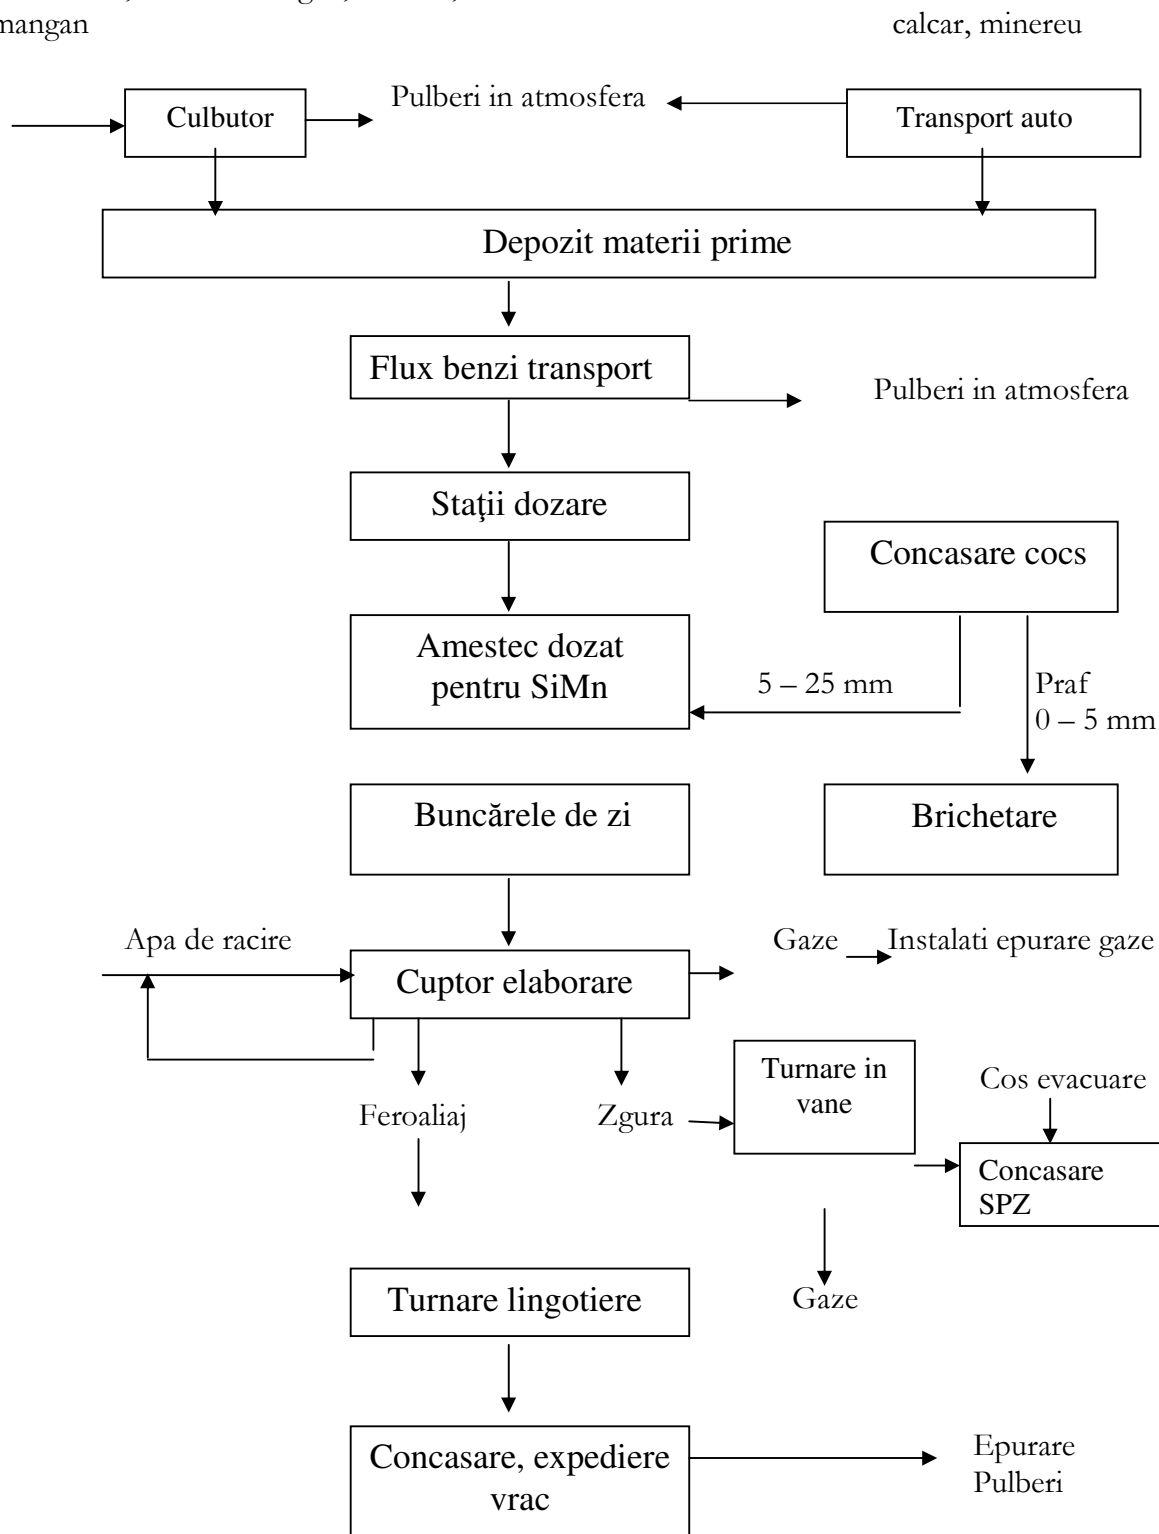 mangan
calcar, minereu
Culbutor
Pulberi in atmosfera
Transport auto
Depozit materii prime
Flux benzi transport
Pulberi in atmosfera
Staţii dozare
Concasare cocs
Amestec dozat
pentru SiMn
5 – 25 mm
Praf
0 – 5 mm
Buncărele de zi
Brichetare
Apa de racire
Gaze
Instalati epurare gaze
Cuptor elaborare
Turnare in
vane
Cos evacuare
Feroaliaj
Zgura
Concasare
SPZ
Turnare lingotiere
Gaze
Concasare, expediere
vrac
Epurare
Pulberi